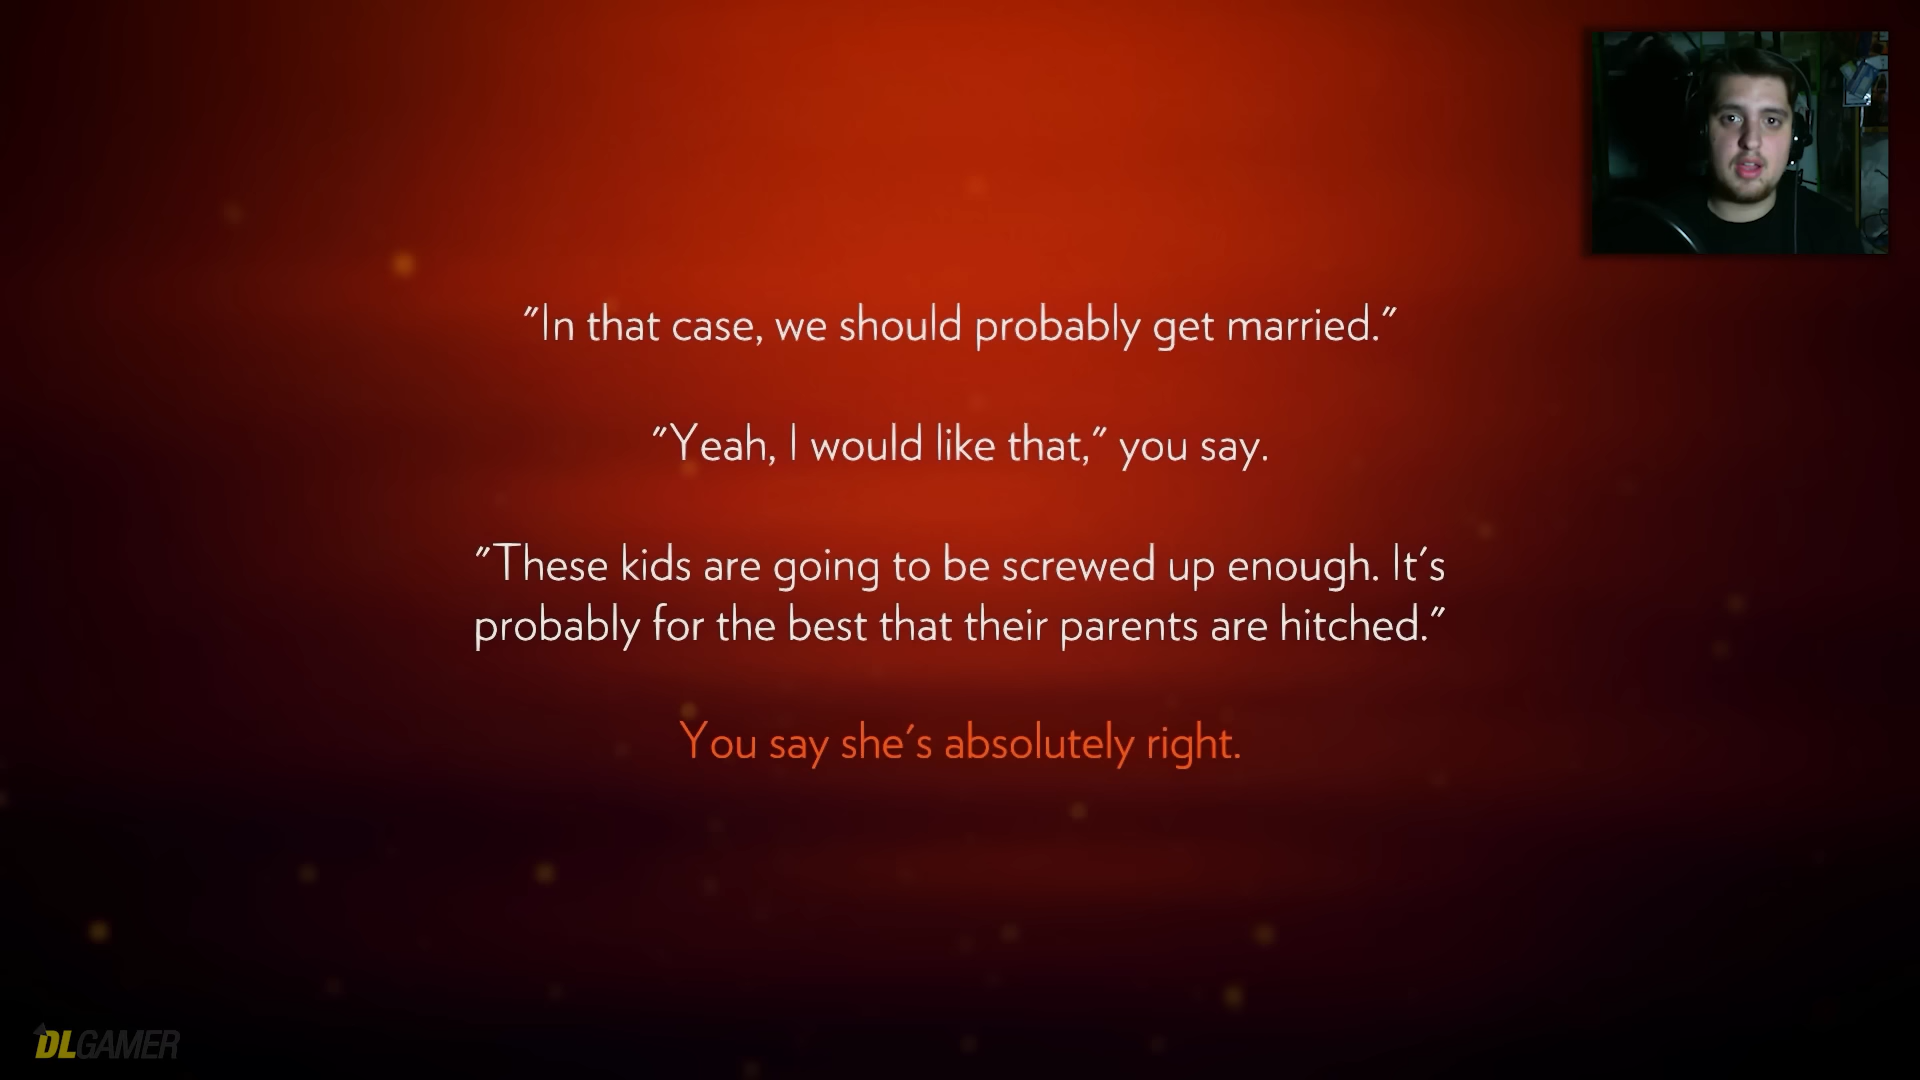 "In that case, we should probably get married."
"Yeah, I would like that," you say.
"These kids are going to be screwed up enough. It's
probably for the best that their parents are hitched."
You say she's absolutely right.
DLGAMER